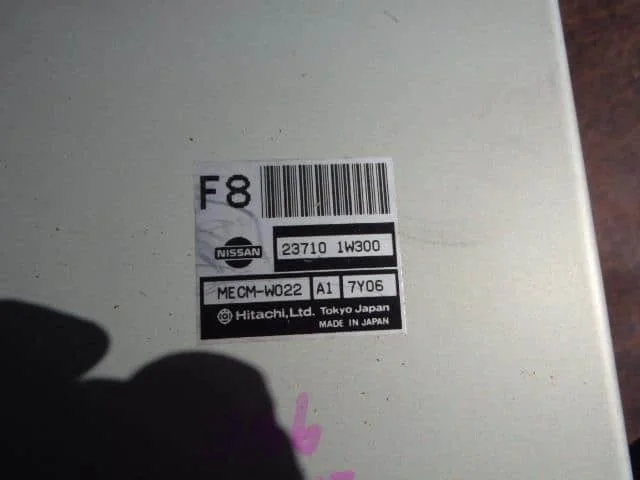 F8
NISSAN
23710 1W300
MECM-W022 A1 7Y06
Hitachi, Ltd. Tokyo Japan
MADE IN JAPAN